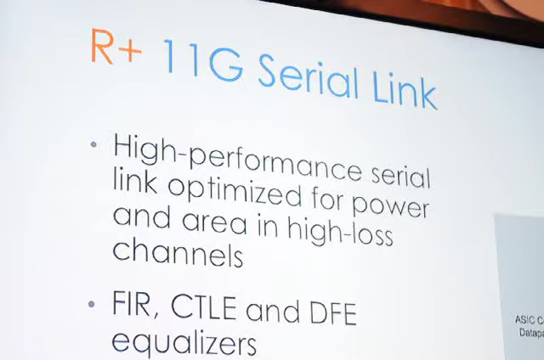 R+ 11G Serial Link
• High-performance serial
link optimized for power
and area in high-loss
channels
• FIR, CTLE and DFE
equalizers
ASIC